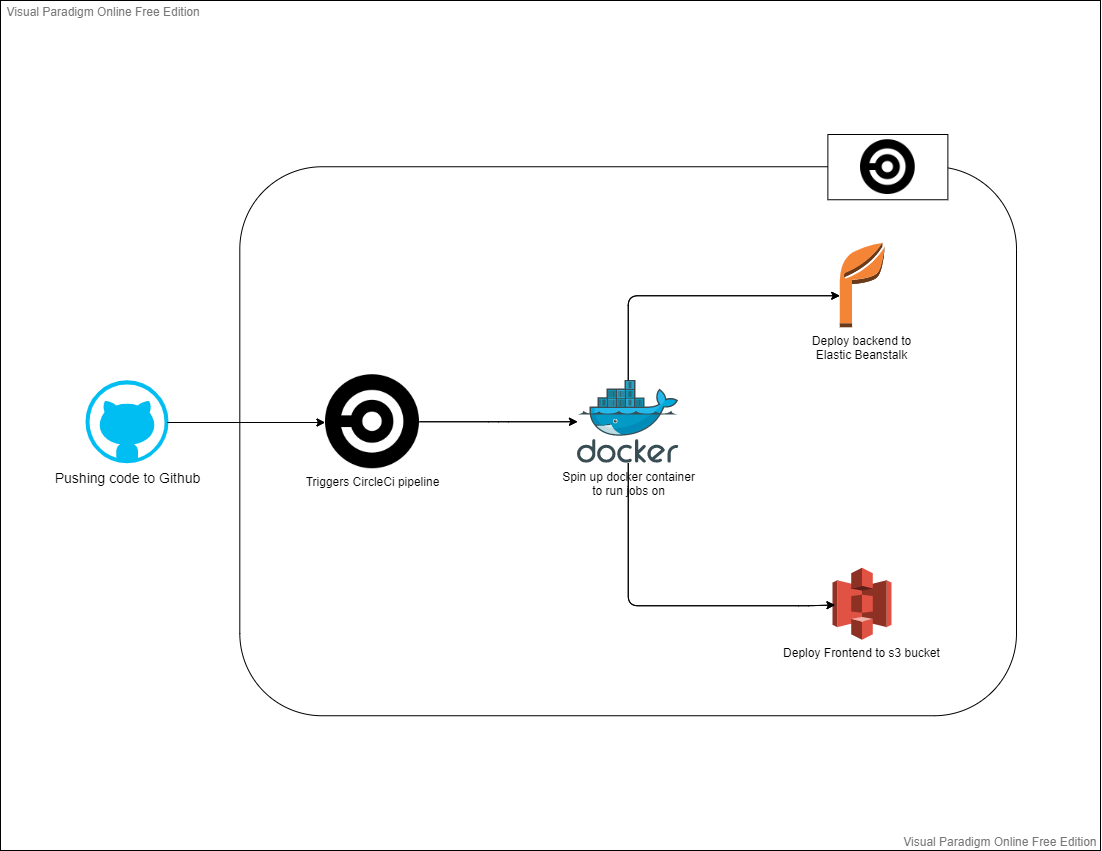 Visual Paradigm Online Free Edition
Deploy backend to
Elastic Beanstalk
Pushing code to Github
Triggers CircleCi pipeline
docker
Spin up docker container
to run jobs on
Deploy Frontend to s3 bucket
Visual Paradigm Online Free Edition